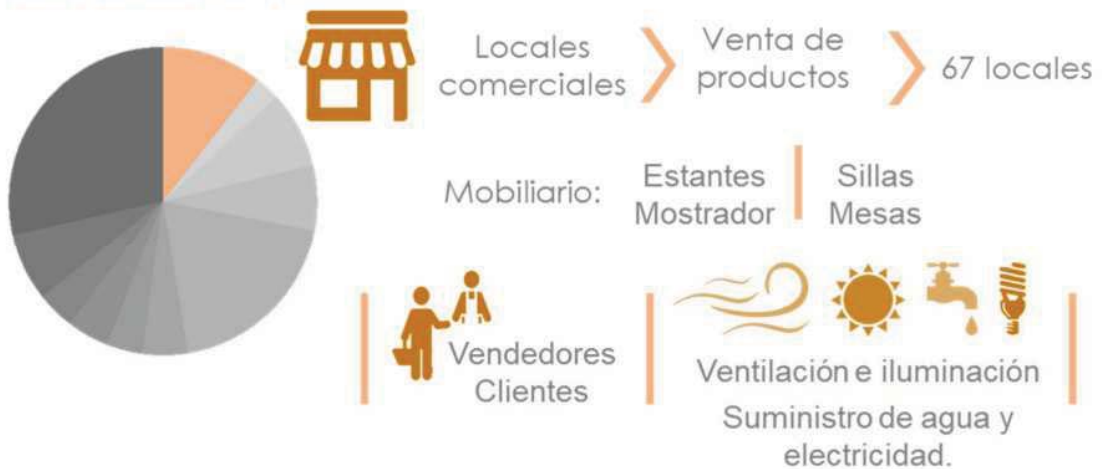 Locales
comerciales
Venta de
productos
67 locales
Mobiliario:
Estantes
Mostrador
Sillas
Mesas
Vendedores
Clientes
Ventilación e iluminación
Suministro de agua y
electricidad.